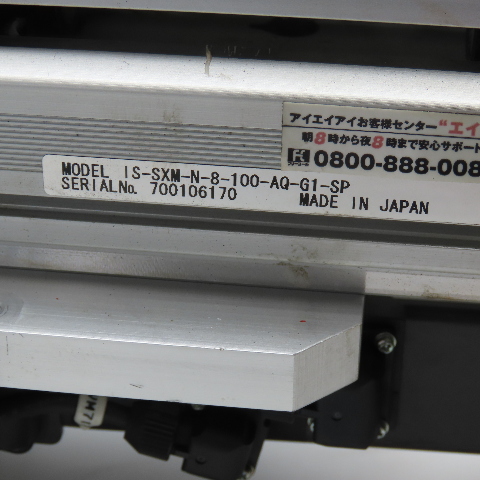 アイエイアイお客様センター "エイ
朝8時から夜8時まで安心サポート
0800-888-008
MODEL IS-SXM-N-8-100-AQ-G1-SP
SERIALNo. 700106170 MADE IN JAPAN